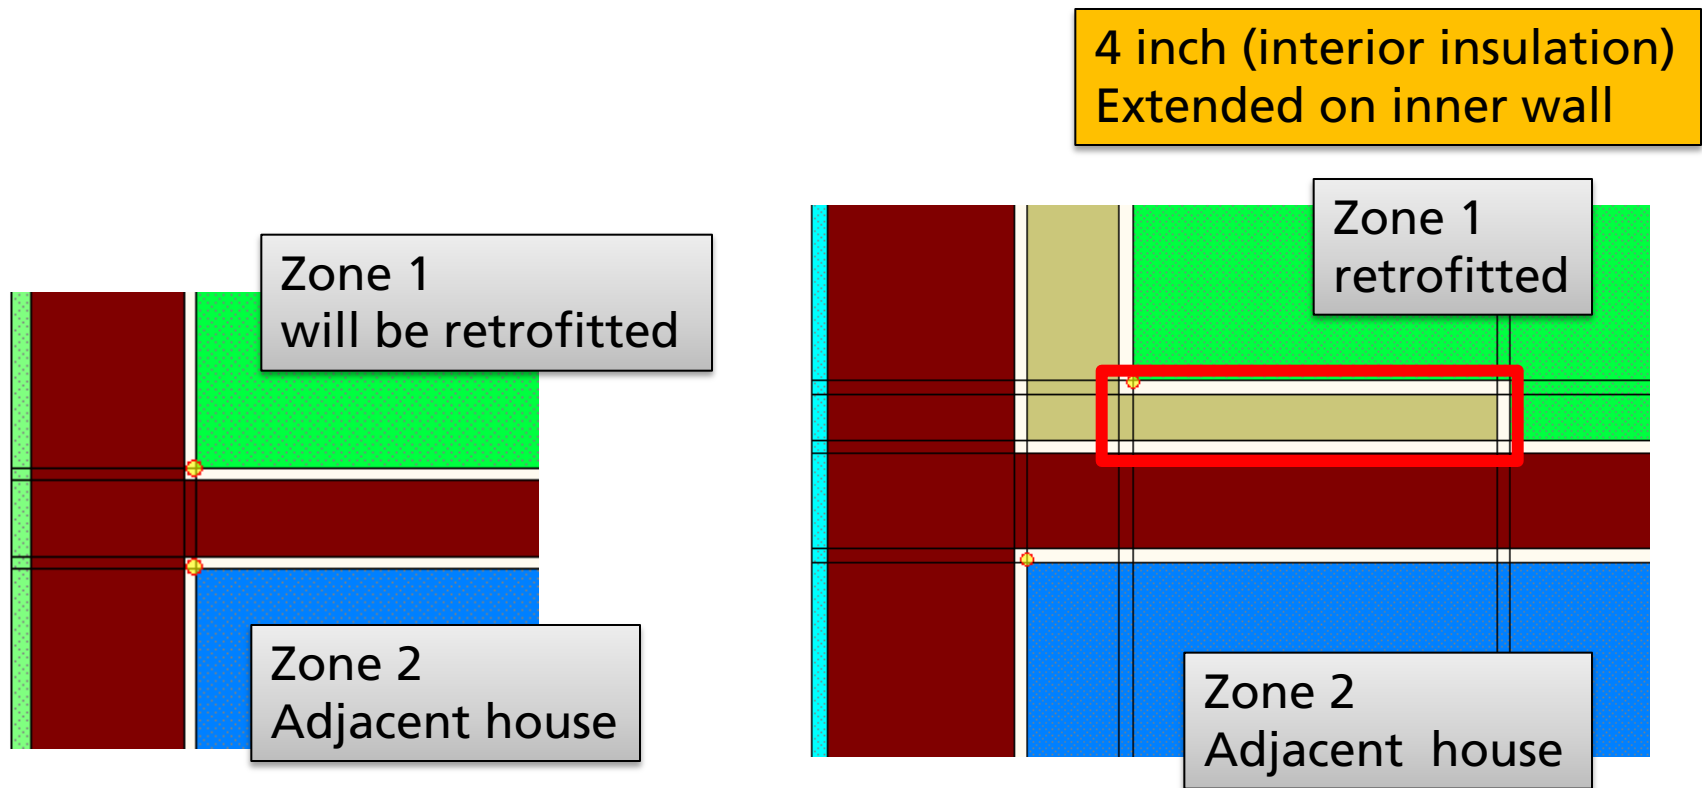 4 inch (interior insulation)
Extended on inner wall
Zone 1
will be retrofitted
Zone 2
Adjacent house
Zone 1
retrofitted
Zone 2
Adjacent  house